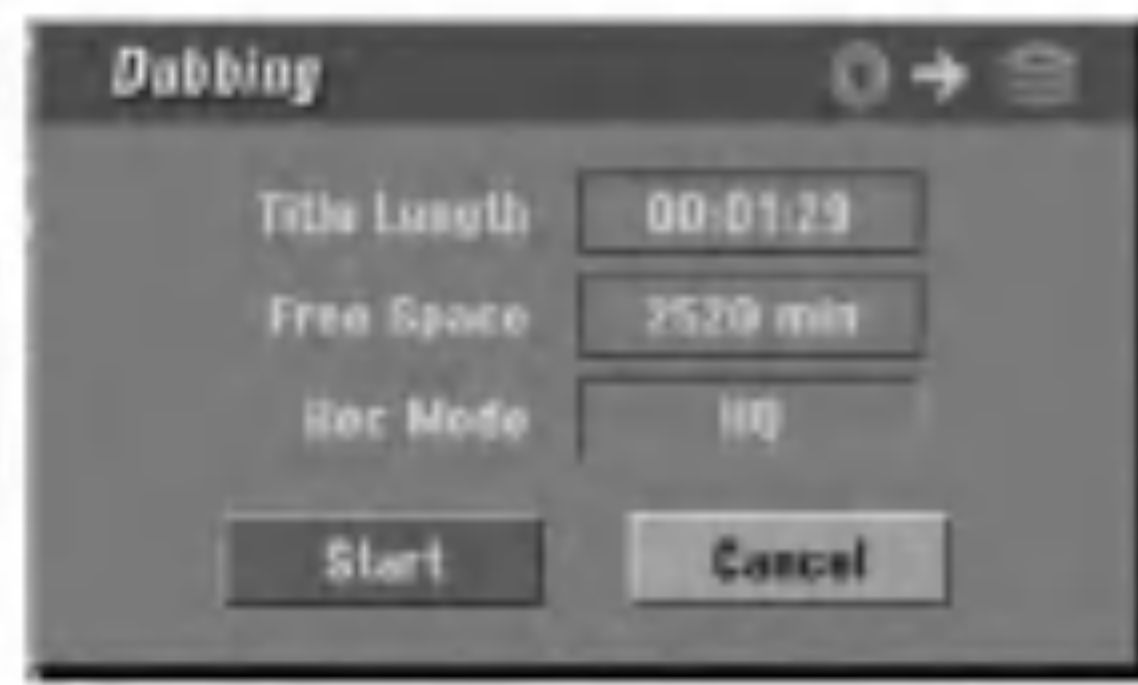 Dubbing
Title Length 00:01:29
Free Space 2520 min
Rec Mode HQ
Start Cancel